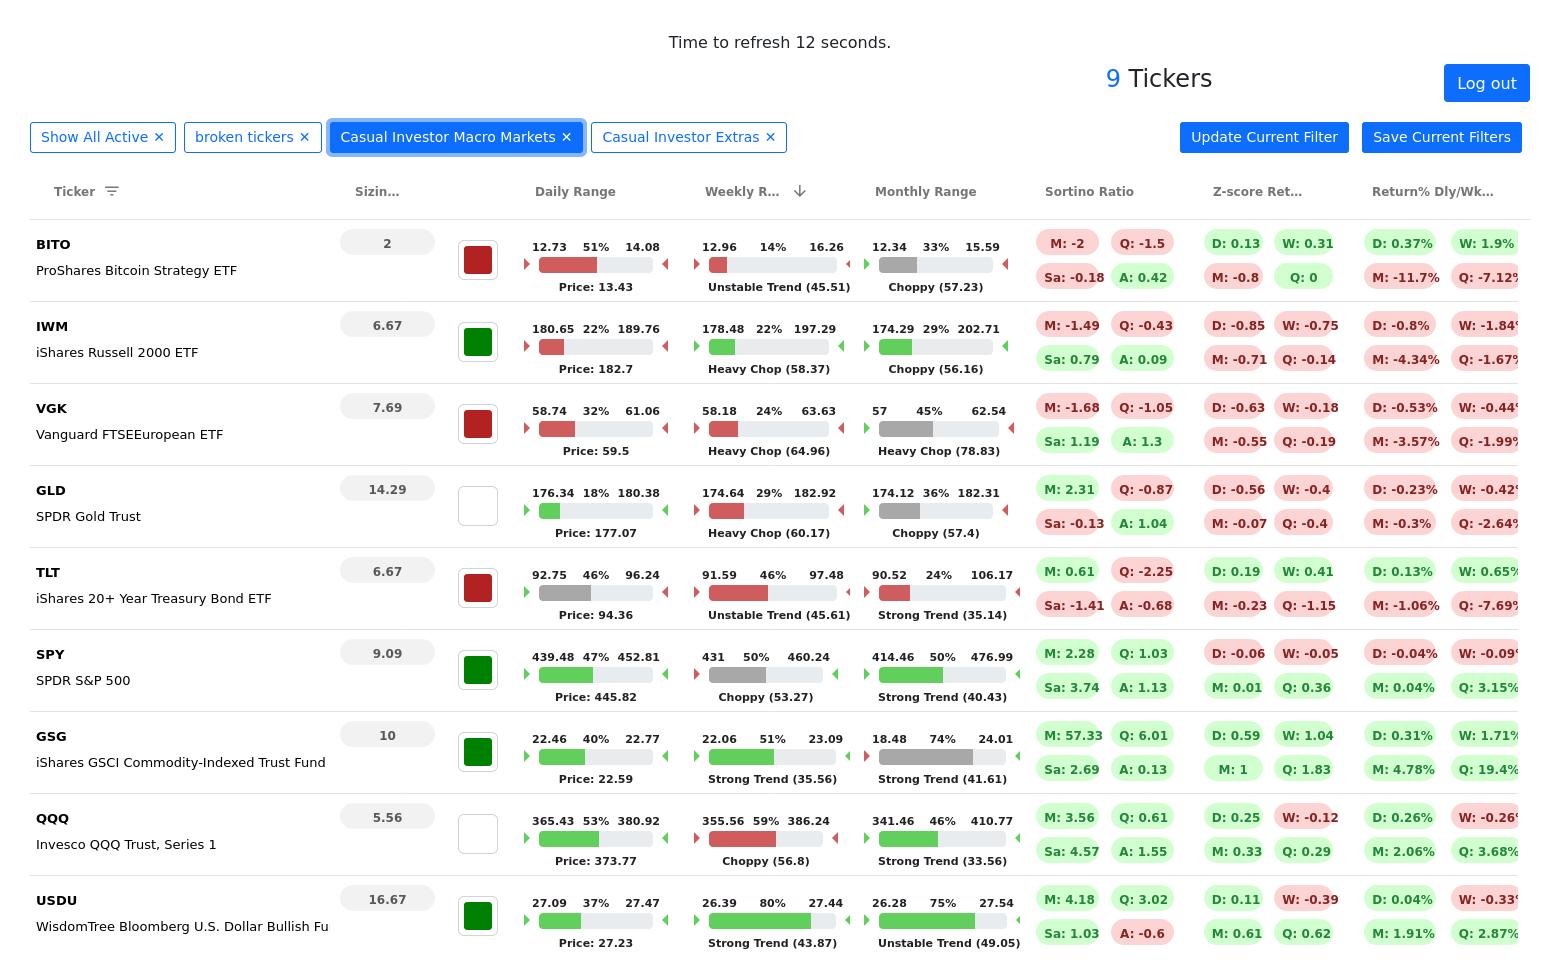 Time to refresh 12 seconds.
9 Tickers
Log out
Show All Active ✕ broken tickers ✕ Casual Investor Macro Markets ✕ Casual Investor Extras ✕ Update Current Filter Save Current Filters
Ticker Sizin... Daily Range Weekly R... Monthly Range Sortino Ratio Z-score Ret... Return% Dly/Wk...
BITO 2 12.73 51% 14.08 12.96 14% 16.26 12.34 33% 15.59 M: -2 Q: -1.5 D: 0.13 W: 0.31 D: 0.37% W: 1.9%
ProShares Bitcoin Strategy ETF Price: 13.43 Unstable Trend (45.51) Choppy (57.23) Sa: -0.18 A: 0.42 M: -0.8 Q: 0 M: -11.7% Q: -7.12%
IWM 6.67 180.65 22% 189.76 178.48 22% 197.29 174.29 29% 202.71 M: -1.49 Q: -0.43 D: -0.85 W: -0.75 D: -0.8% W: -1.84%
iShares Russell 2000 ETF Price: 182.7 Heavy Chop (58.37) Choppy (56.16) Sa: 0.79 A: 0.09 M: -0.71 Q: -0.14 M: -4.34% Q: -1.67%
VGK 7.69 58.74 32% 61.06 58.18 24% 63.63 57 45% 62.54 M: -1.68 Q: -1.05 D: -0.63 W: -0.18 D: -0.53% W: -0.44%
Vanguard FTSEEuropean ETF Price: 59.5 Heavy Chop (64.96) Heavy Chop (78.83) Sa: 1.19 A: 1.3 M: -0.55 Q: -0.19 M: -3.57% Q: -1.99%
GLD 14.29 176.34 18% 180.38 174.64 29% 182.92 174.12 36% 182.31 M: 2.31 Q: -0.87 D: -0.56 W: -0.4 D: -0.23% W: -0.42%
SPDR Gold Trust Price: 177.07 Heavy Chop (60.17) Choppy (57.4) Sa: -0.13 A: 1.04 M: -0.07 Q: -0.4 M: -0.3% Q: -2.64%
TLT 6.67 92.75 46% 96.24 91.59 46% 97.48 90.52 24% 106.17 M: 0.61 Q: -2.25 D: 0.19 W: 0.41 D: 0.13% W: 0.65%
iShares 20+ Year Treasury Bond ETF Price: 94.36 Unstable Trend (45.61) Strong Trend (35.14) Sa: -1.41 A: -0.68 M: -0.23 Q: -1.15 M: -1.06% Q: -7.69%
SPY 9.09 439.48 47% 452.81 431 50% 460.24 414.46 50% 476.99 M: 2.28 Q: 1.03 D: -0.06 W: -0.05 D: -0.04% W: -0.09%
SPDR S&P 500 Price: 445.82 Choppy (53.27) Strong Trend (40.43) Sa: 3.74 A: 1.13 M: 0.01 Q: 0.36 M: 0.04% Q: 3.15%
GSG 10 22.46 40% 22.77 22.06 51% 23.09 18.48 74% 24.01 M: 57.33 Q: 6.01 D: 0.59 W: 1.04 D: 0.31% W: 1.71%
iShares GSCI Commodity-Indexed Trust Fund Price: 22.59 Strong Trend (35.56) Strong Trend (41.61) Sa: 2.69 A: 0.13 M: 1 Q: 1.83 M: 4.78% Q: 19.4%
QQQ 5.56 365.43 53% 380.92 355.56 59% 386.24 341.46 46% 410.77 M: 3.56 Q: 0.61 D: 0.25 W: -0.12 D: 0.26% W: -0.26%
Invesco QQQ Trust, Series 1 Price: 373.77 Choppy (56.8) Strong Trend (33.56) Sa: 4.57 A: 1.55 M: 0.33 Q: 0.29 M: 2.06% Q: 3.68%
USDU 16.67 27.09 37% 27.47 26.39 80% 27.44 26.28 75% 27.54 M: 4.18 Q: 3.02 D: 0.11 W: -0.39 D: 0.04% W: -0.33%
WisdomTree Bloomberg U.S. Dollar Bullish Fu Price: 27.23 Strong Trend (43.87) Unstable Trend (49.05) Sa: 1.03 A: -0.6 M: 0.61 Q: 0.62 M: 1.91% Q: 2.87%